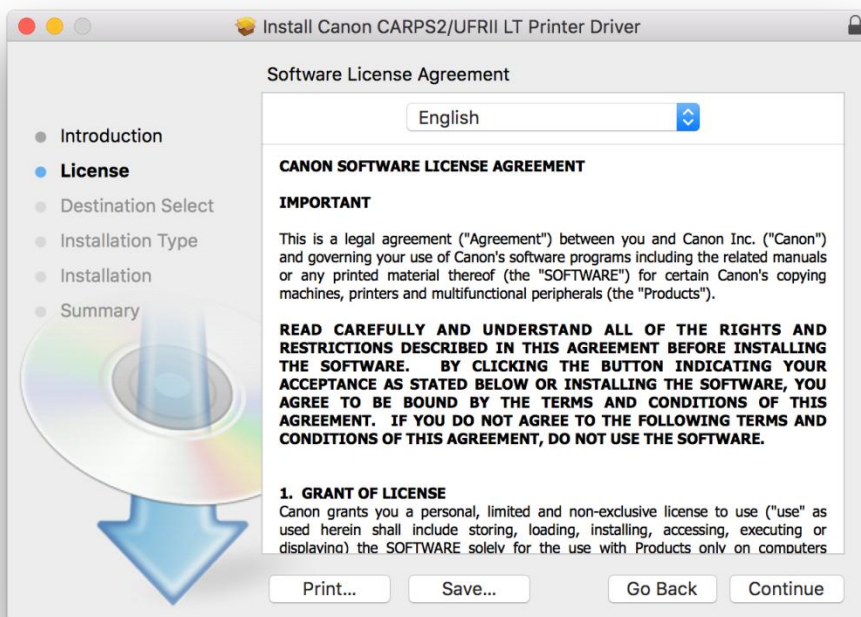 Install Canon CARPS2/UFRII LT Printer Driver
Software License Agreement
Introduction
License
Destination Select
Installation Type
Installation
Summary
English
CANON SOFTWARE LICENSE AGREEMENT
IMPORTANT
This is a legal agreement ("Agreement") between you and Canon Inc. ("Canon")
and governing your use of Canon's software programs including the related manuals
or any printed material thereof (the "SOFTWARE") for certain Canon's copying
machines, printers and multifunctional peripherals (the "Products").
READ CAREFULLY AND UNDERSTAND ALL OF THE RIGHTS AND
RESTRICTIONS DESCRIBED IN THIS AGREEMENT BEFORE INSTALLING
THE SOFTWARE. BY CLICKING THE BUTTON INDICATING YOUR
ACCEPTANCE AS STATED BELOW OR INSTALLING THE SOFTWARE, YOU
AGREE TO BE BOUND BY THE TERMS AND CONDITIONS OF THIS
AGREEMENT. IF YOU DO NOT AGREE TO THE FOLLOWING TERMS AND
CONDITIONS OF THIS AGREEMENT, DO NOT USE THE SOFTWARE.
1. GRANT OF LICENSE
Canon grants you a personal, limited and non-exclusive license to use ("use" as
used herein shall include storing, loading, installing, accessing, executing or
displaying) the SOFTWARE solely for the use with Products only on computers
Print...
Save...
Go Back
Continue